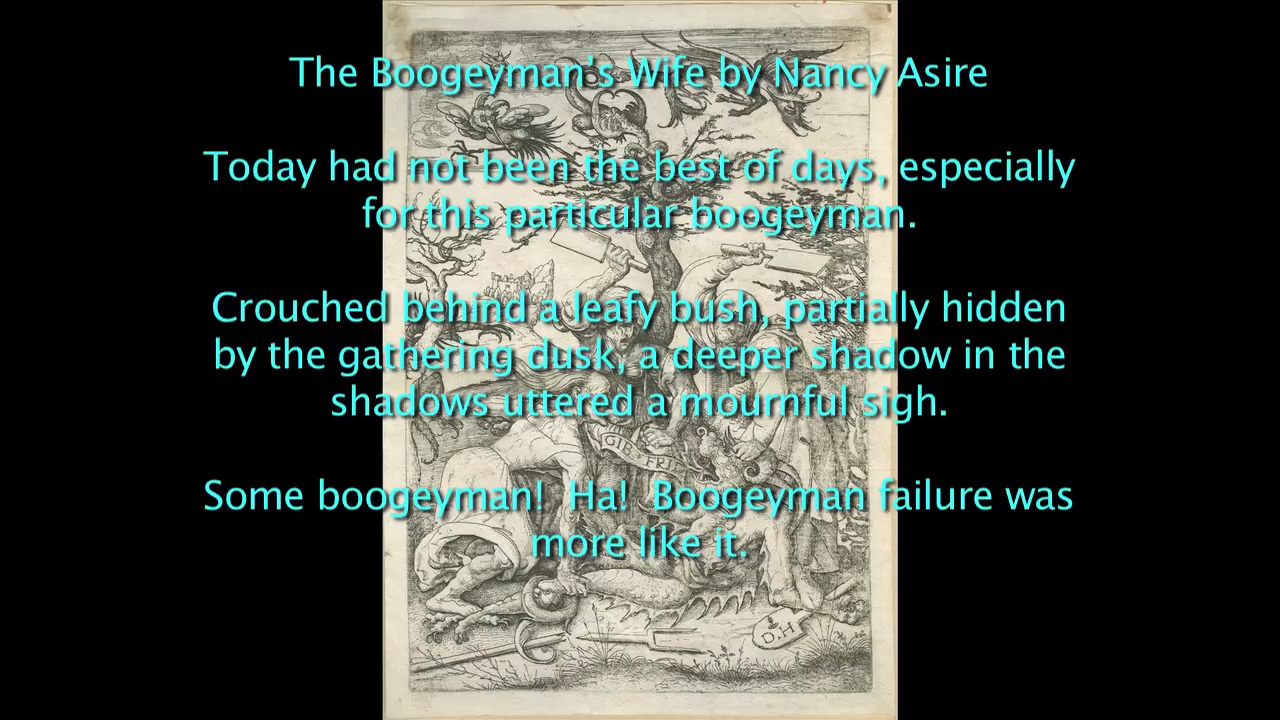 The Boogeyman's Wife by Nancy Asire
Today had not been the best of days, especially
for this particular boogeyman.
Crouched behind a leafy bush, partially hidden
by the gathering dusk, a deeper shadow in the
shadows uttered a mournful sigh.
GIB FRI
Some boogeyman!  Ha!  Boogeyman failure was
more like it.
D.H